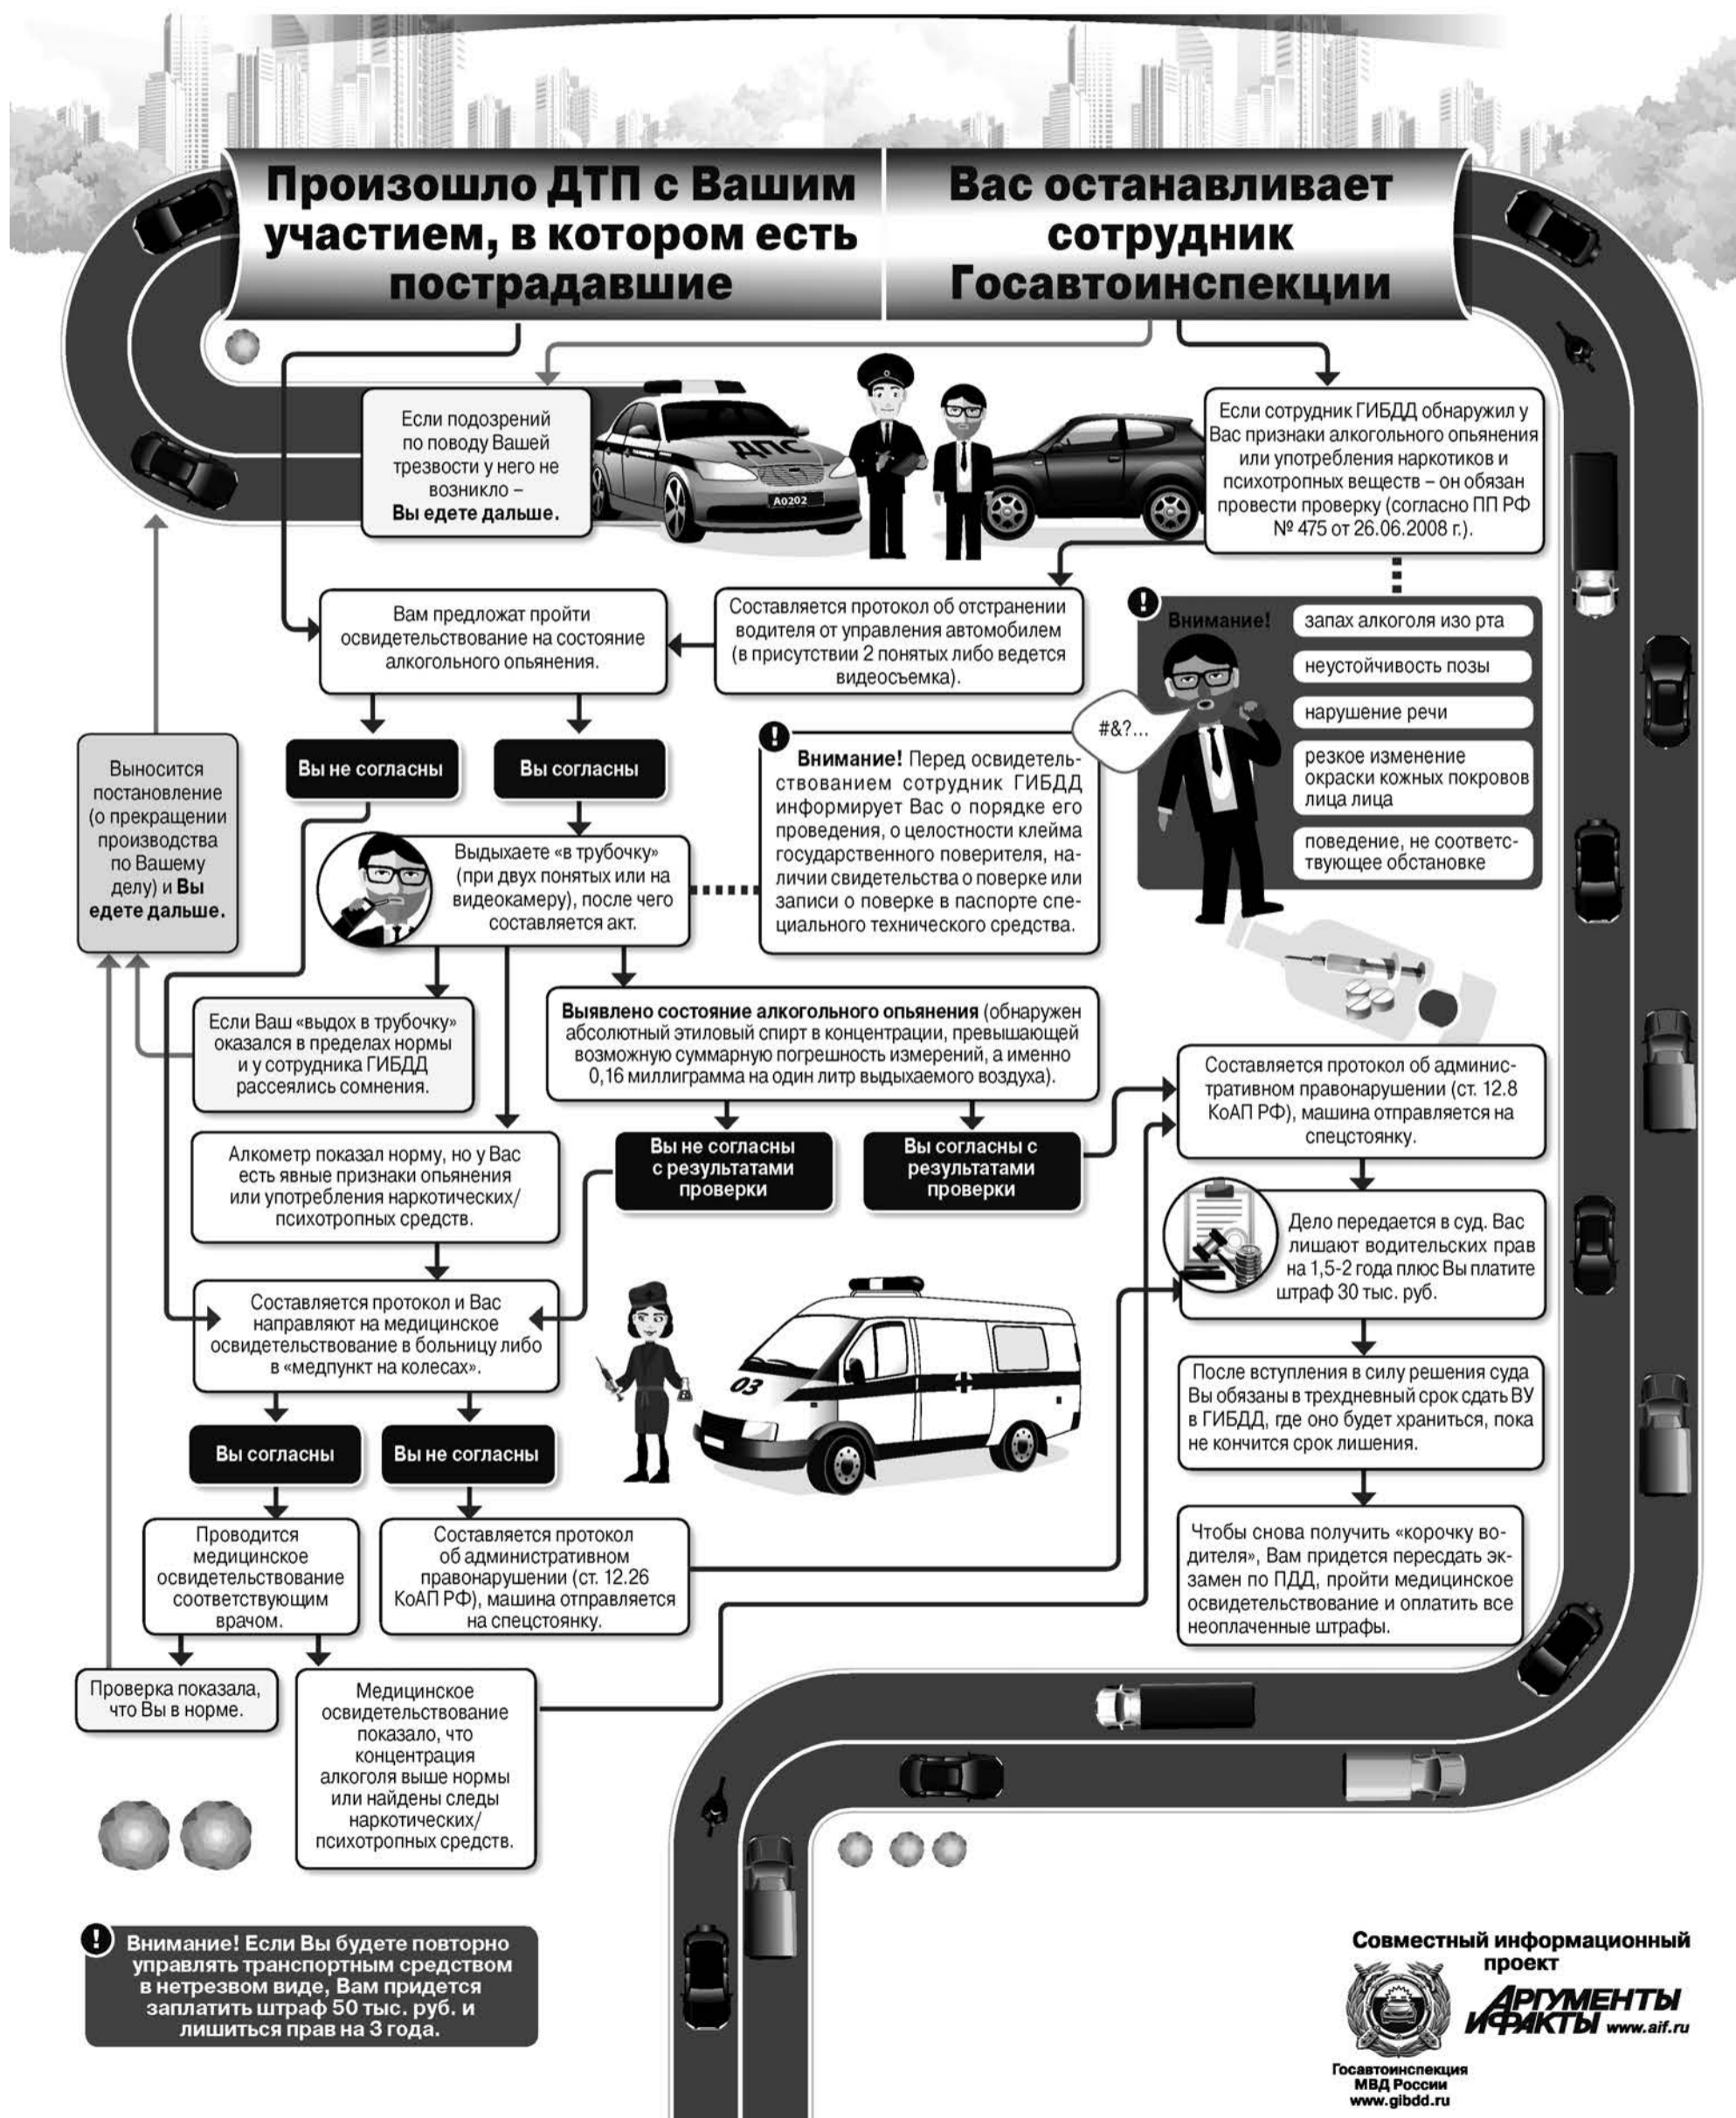 Произошло ДТП с Вашим
участием, в котором есть
пострадавшие
Вас останавливает
сотрудник
Госавтоинспекции
Если подозрений
по поводу Вашей
трезвости у него не
возникло –
Вы едете дальше.
ДПС
А0202
Если сотрудник ГИБДД обнаружил у
Вас признаки алкогольного опьянения
или употребления наркотиков и
психотропных веществ – он обязан
провести проверку (согласно ПП РФ
№ 475 от 26.06.2008 г.).
Вам предложат пройти
освидетельствование на состояние
алкогольного опьянения.
Составляется протокол об отстранении
водителя от управления автомобилем
(в присутствии 2 понятых либо ведется
видеосъемка).
!
Внимание!
запах алкоголя изо рта
неустойчивость позы
нарушение речи
резкое изменение
окраски кожных покровов
лица лица
поведение, не соответс-
твующее обстановке
#&?...
Выносится
постановление
(о прекращении
производства
по Вашему
делу) и Вы
едете дальше.
Вы не согласны
Вы согласны
!
Внимание! Перед освидетель-
ствованием сотрудник ГИБДД
информирует Вас о порядке его
проведения, о целостности клейма
государственного поверителя, на-
личии свидетельства о поверке или
записи о поверке в паспорте спе-
циального технического средства.
Выдыхаете «в трубочку»
(при двух понятых или на
видеокамеру), после чего
составляется акт.
Если Ваш «выдох в трубочку»
оказался в пределах нормы
и у сотрудника ГИБДД
рассеялись сомнения.
Выявлено состояние алкогольного опьянения (обнаружен
абсолютный этиловый спирт в концентрации, превышающей
возможную суммарную погрешность измерений, а именно
0,16 миллиграмма на один литр выдыхаемого воздуха).
Составляется протокол об админис-
тративном правонарушении (ст. 12.8
КоАП РФ), машина отправляется на
спецстоянку.
Алкометр показал норму, но у Вас
есть явные признаки опьянения
или употребления наркотических/
психотропных средств.
Вы не согласны
с результатами
проверки
Вы согласны с
результатами
проверки
Дело передается в суд. Вас
лишают водительских прав
на 1,5-2 года плюс Вы платите
штраф 30 тыс. руб.
Составляется протокол и Вас
направляют на медицинское
освидетельствование в больницу либо
в «медпункт на колесах».
03
После вступления в силу решения суда
Вы обязаны в трехдневный срок сдать ВУ
в ГИБДД, где оно будет храниться, пока
не кончится срок лишения.
Вы согласны
Вы не согласны
Проводится
медицинское
освидетельствование
соответствующим
врачом.
Составляется протокол
об административном
правонарушении (ст. 12.26
КоАП РФ), машина отправляется
на спецстоянку.
Чтобы снова получить «корочку во-
дителя», Вам придется пересдать эк-
замен по ПДД, пройти медицинское
освидетельствование и оплатить все
неоплаченные штрафы.
Проверка показала,
что Вы в норме.
Медицинское
освидетельствование
показало, что
концентрация
алкоголя выше нормы
или найдены следы
наркотических/
психотропных средств.
!
Внимание! Если Вы будете повторно
управлять транспортным средством
в нетрезвом виде, Вам придется
заплатить штраф 50 тыс. руб. и
лишиться прав на 3 года.
Совместный информационный
проект
АРГУМЕНТЫ
И ФАКТЫ www.aif.ru
Госавтоинспекция
МВД России
www.gibdd.ru